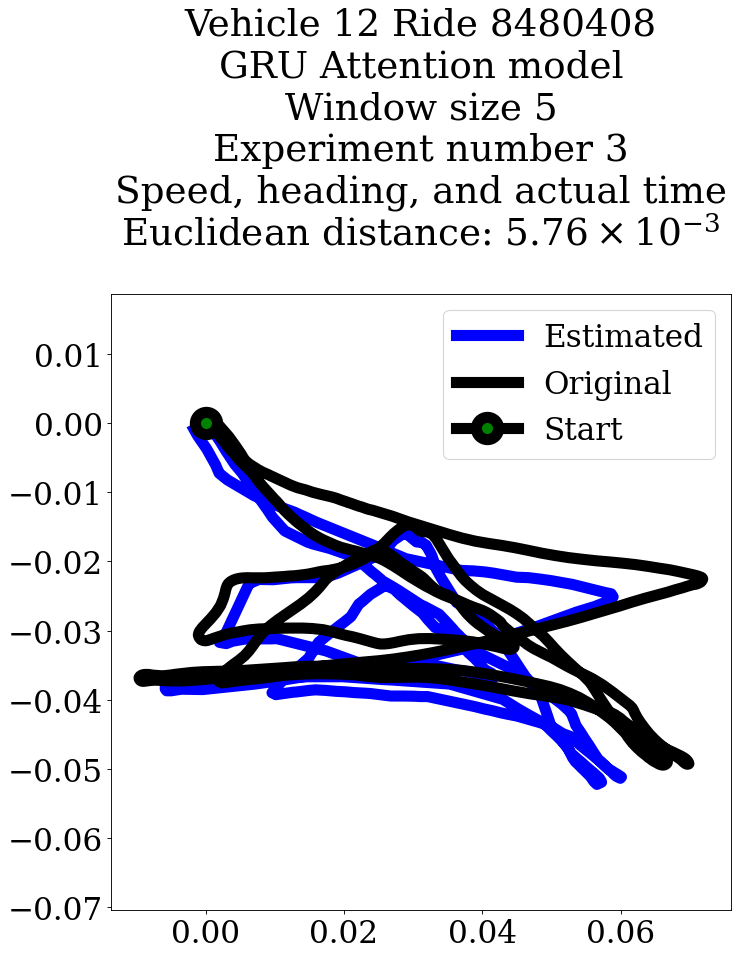 Vehicle 12 Ride 8480408
GRU Attention model
Window size 5
Experiment number 3
Speed, heading, and actual time
Euclidean distance: 5.76 × 10⁻³
Estimated
Original
Start
0.01
0.00
−0.01
−0.02
−0.03
−0.04
−0.05
−0.06
−0.07
0.00 0.02 0.04 0.06